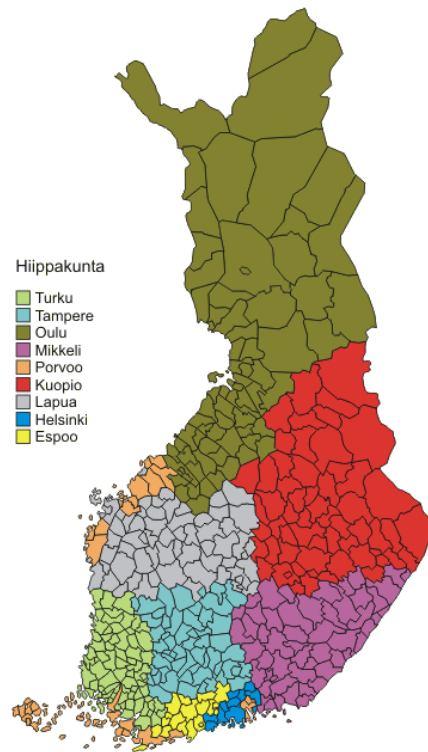 Hiippakunta
Turku
Tampere
Oulu
Mikkeli
Porvoo
Kuopio
Lapua
Helsinki
Espoo